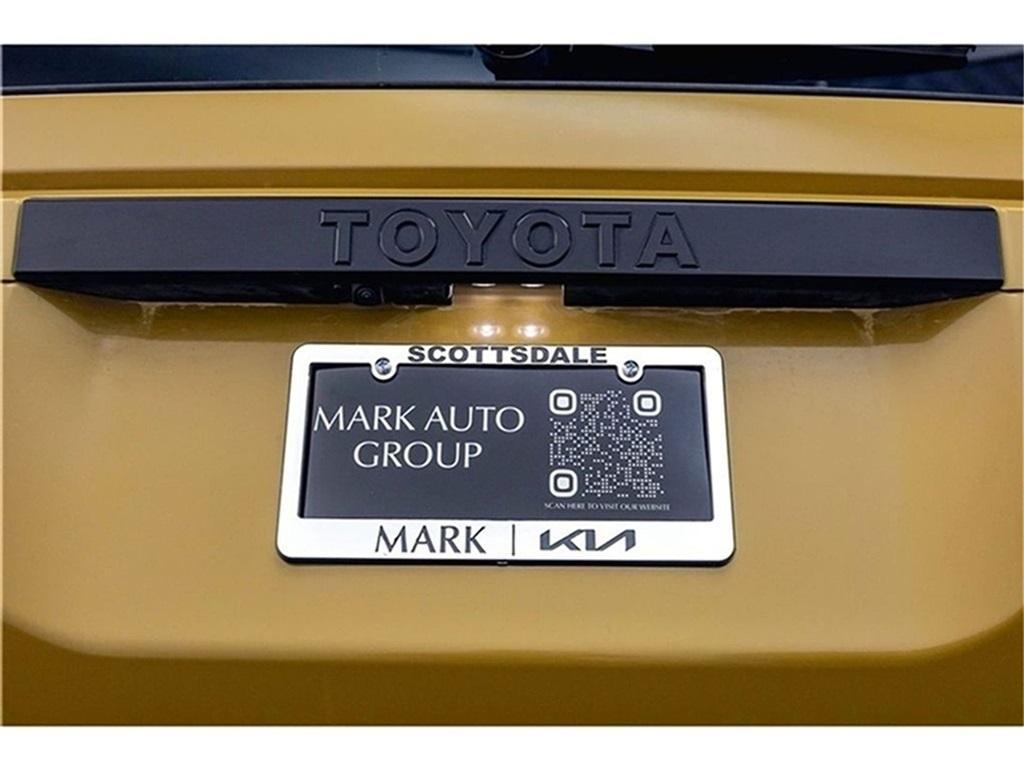 TOYOTA
SCOTTSDALE
MARK AUTO
GROUP
SCAN HERE TO VISIT OUR WEBSITE
MARK | KIA